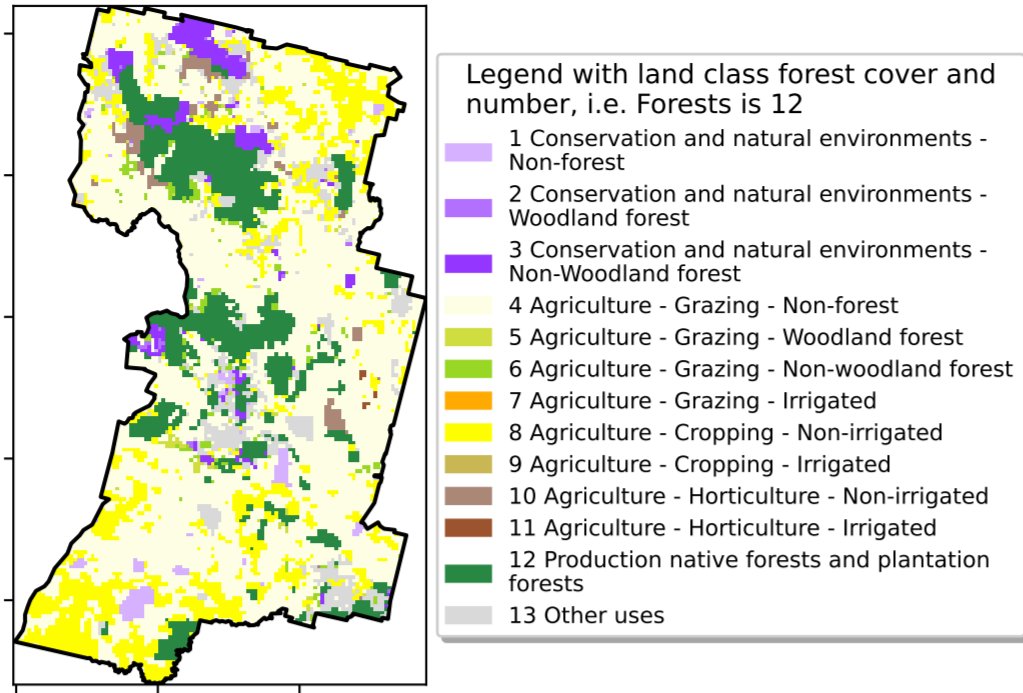 Legend with land class forest cover and
number, i.e. Forests is 12
1 Conservation and natural environments -
Non-forest
2 Conservation and natural environments -
Woodland forest
3 Conservation and natural environments -
Non-Woodland forest
4 Agriculture - Grazing - Non-forest
5 Agriculture - Grazing - Woodland forest
6 Agriculture - Grazing - Non-woodland forest
7 Agriculture - Grazing - Irrigated
8 Agriculture - Cropping - Non-irrigated
9 Agriculture - Cropping - Irrigated
10 Agriculture - Horticulture - Non-irrigated
11 Agriculture - Horticulture - Irrigated
12 Production native forests and plantation
forests
13 Other uses